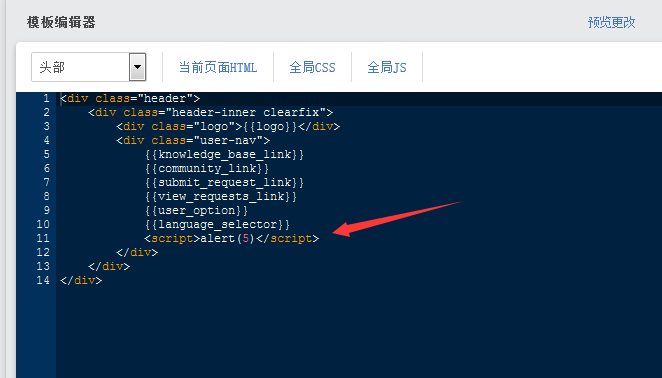 模板编辑器 预览更改
头部 当前页面HTML 全局CSS 全局JS
1 <div class="header">
2 <div class="header-inner clearfix">
3 <div class="logo">{{logo}}</div>
4 <div class="user-nav">
5 {{knowledge_base_link}}
6 {{community_link}}
7 {{submit_request_link}}
8 {{view_requests_link}}
9 {{user_option}}
10 {{language_selector}}
11 <script>alert(5)</script>
12 </div>
13 </div>
14 </div>